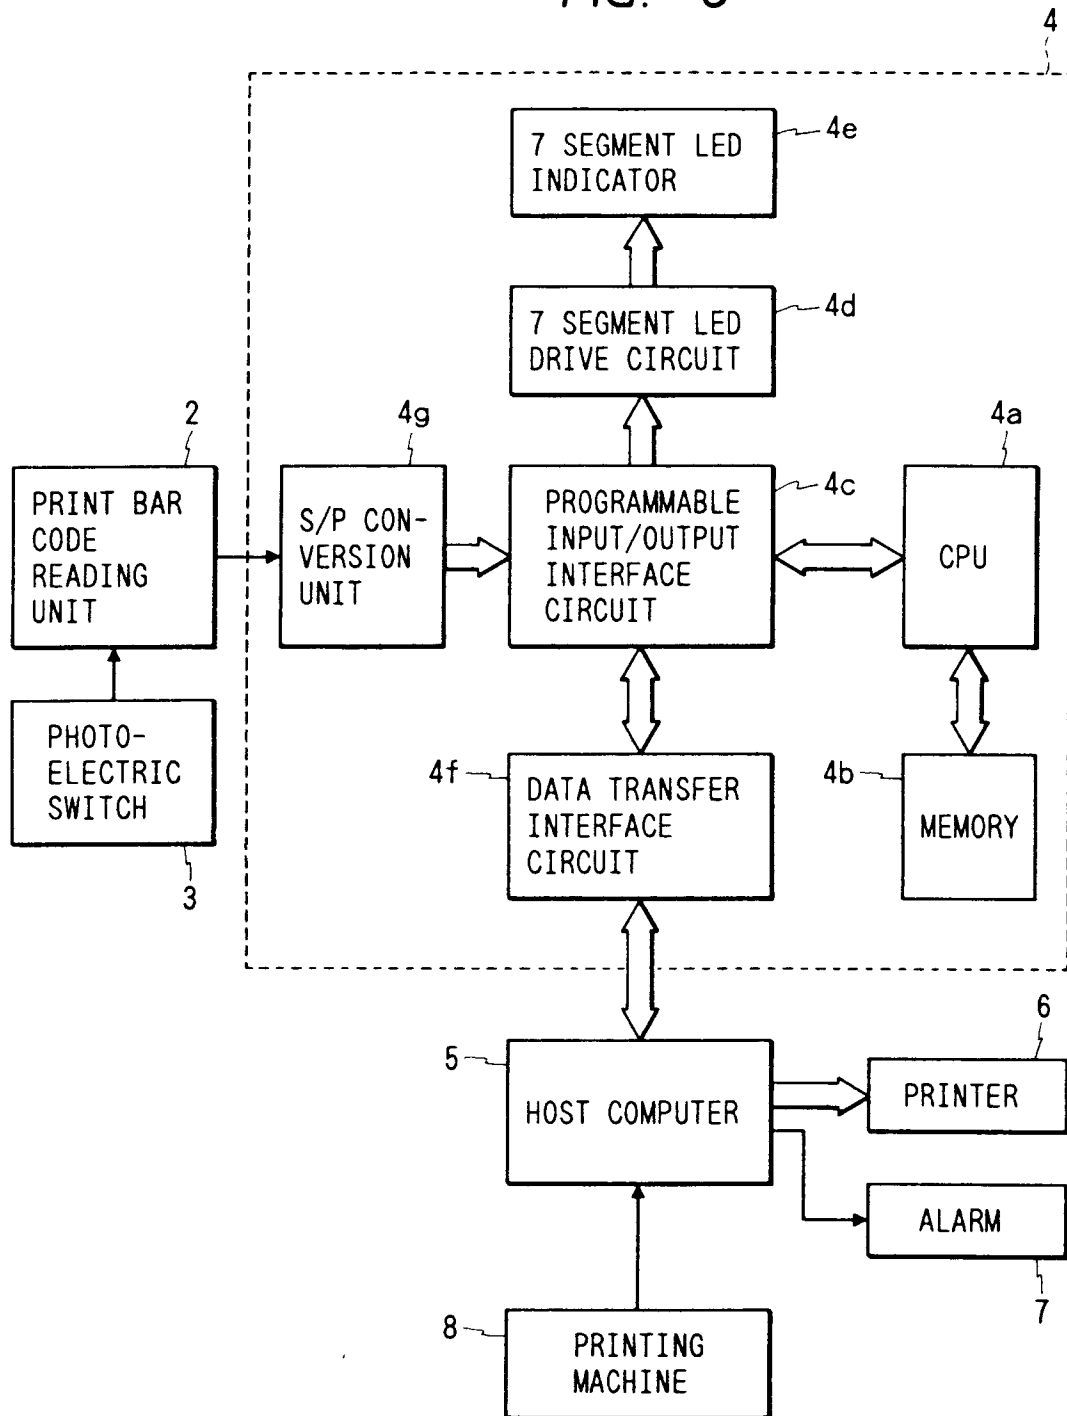 4
7 SEGMENT LED
INDICATOR
4e
7 SEGMENT LED
DRIVE CIRCUIT
4d
2
4g
4a
PRINT BAR
CODE
READING
UNIT
S/P CON-
VERSION
UNIT
PROGRAMMABLE
INPUT/OUTPUT
INTERFACE
CIRCUIT
4c
CPU
PHOTO-
ELECTRIC
SWITCH
3
4f
DATA TRANSFER
INTERFACE
CIRCUIT
4b
MEMORY
5
HOST COMPUTER
6
PRINTER
ALARM
7
8
PRINTING
MACHINE